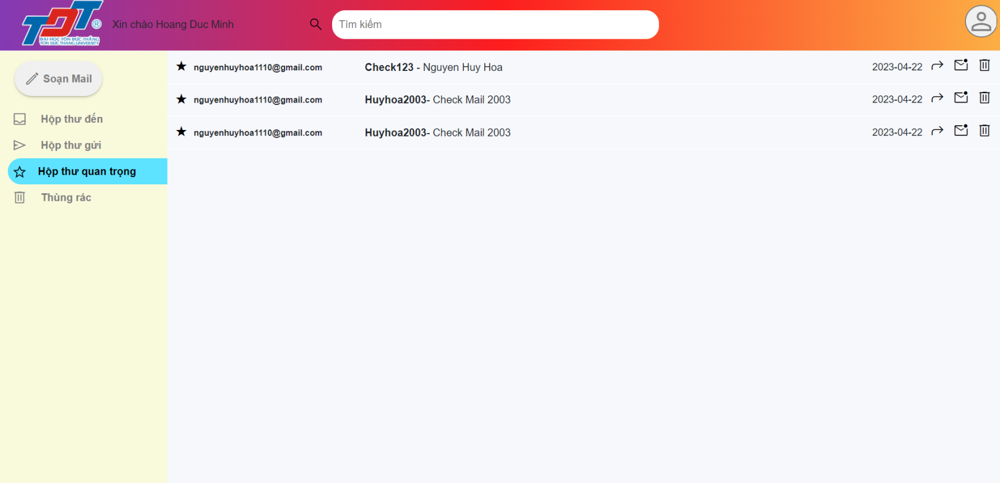 TDT®
ĐẠI HỌC TÔN ĐỨC THẮNG
TON DUC THANG UNIVERSITY
Xin chào Hoang Duc Minh
Tìm kiếm
Soạn Mail
Hộp thư đến
Hộp thư gửi
Hộp thư quan trọng
Thùng rác
nguyenhuyhoa1110@gmail.com Check123 - Nguyen Huy Hoa 2023-04-22
nguyenhuyhoa1110@gmail.com Huyhoa2003- Check Mail 2003 2023-04-22
nguyenhuyhoa1110@gmail.com Huyhoa2003- Check Mail 2003 2023-04-22